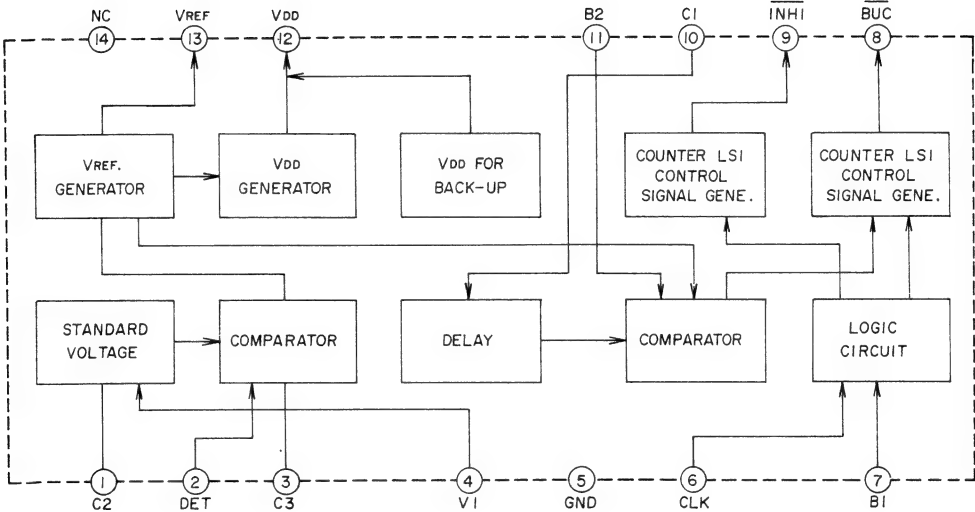 NC VREF VDD B2 C1 INHI BUC
14 13 12 11 10 9 8
VREF. GENERATOR
VDD GENERATOR
VDD FOR BACK-UP
COUNTER LSI CONTROL SIGNAL GENE.
COUNTER LSI CONTROL SIGNAL GENE.
STANDARD VOLTAGE
COMPARATOR
DELAY
COMPARATOR
LOGIC CIRCUIT
1 2 3 4 5 6 7
C2 DET C3 V1 GND CLK B1